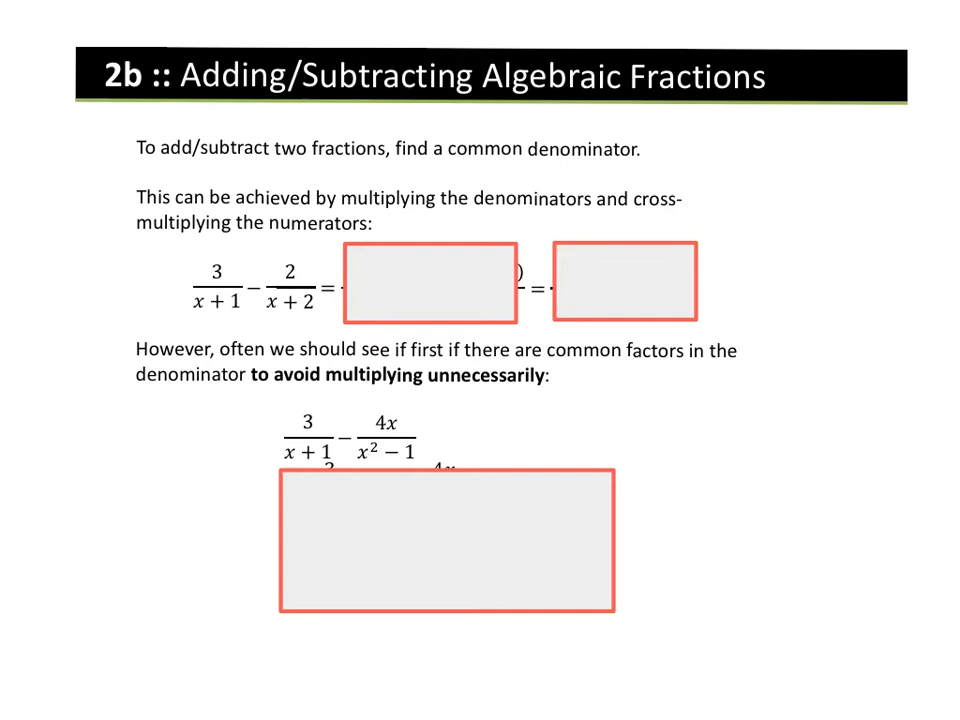 2b :: Adding/Subtracting Algebraic Fractions
To add/subtract two fractions, find a common denominator.
This can be achieved by multiplying the denominators and cross-
multiplying the numerators:
3/(x + 1) − 2/(x + 2) = ) =
However, often we should see if first if there are common factors in the
denominator to avoid multiplying unnecessarily:
3/(x + 1) − 4x/(x² − 1)